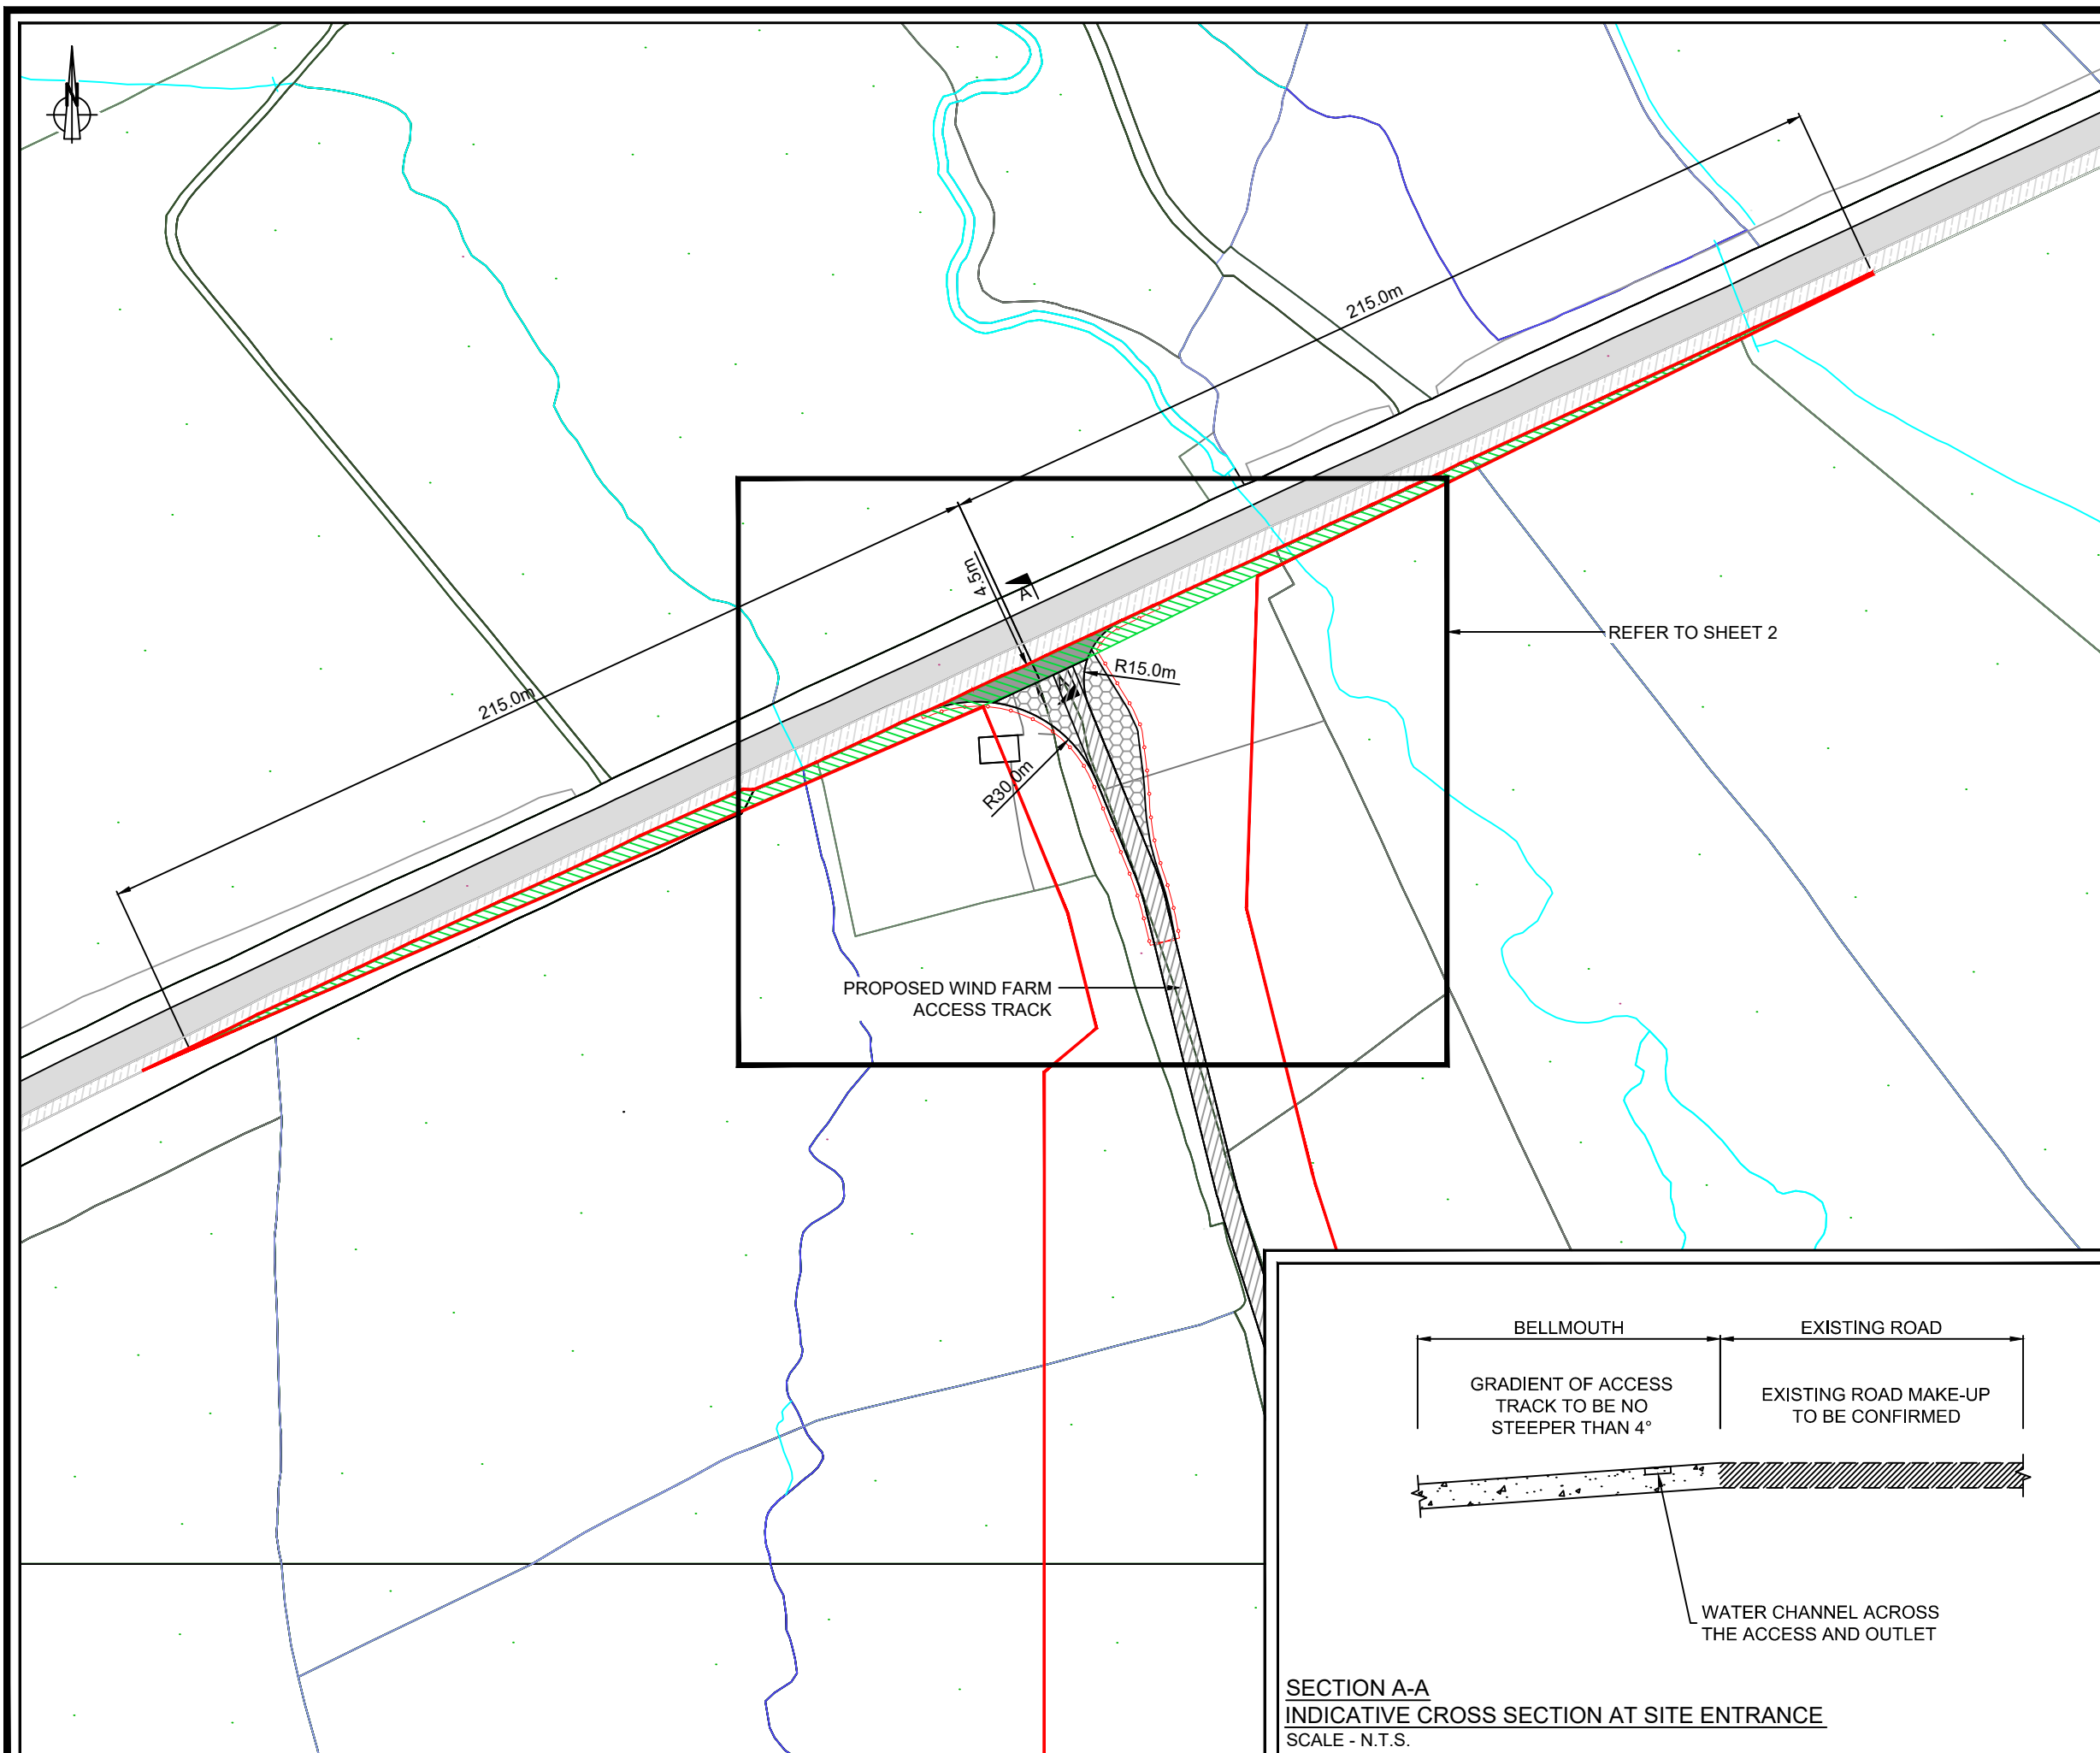 N
215.0m
4.5m
A
REFER TO SHEET 2
R15.0m
A
215.0m
R30.0m
PROPOSED WIND FARM
ACCESS TRACK
BELLMOUTH
EXISTING ROAD
GRADIENT OF ACCESS
TRACK TO BE NO
STEEPER THAN 4°
EXISTING ROAD MAKE-UP
TO BE CONFIRMED
WATER CHANNEL ACROSS
THE ACCESS AND OUTLET
SECTION A-A
INDICATIVE CROSS SECTION AT SITE ENTRANCE
SCALE - N.T.S.